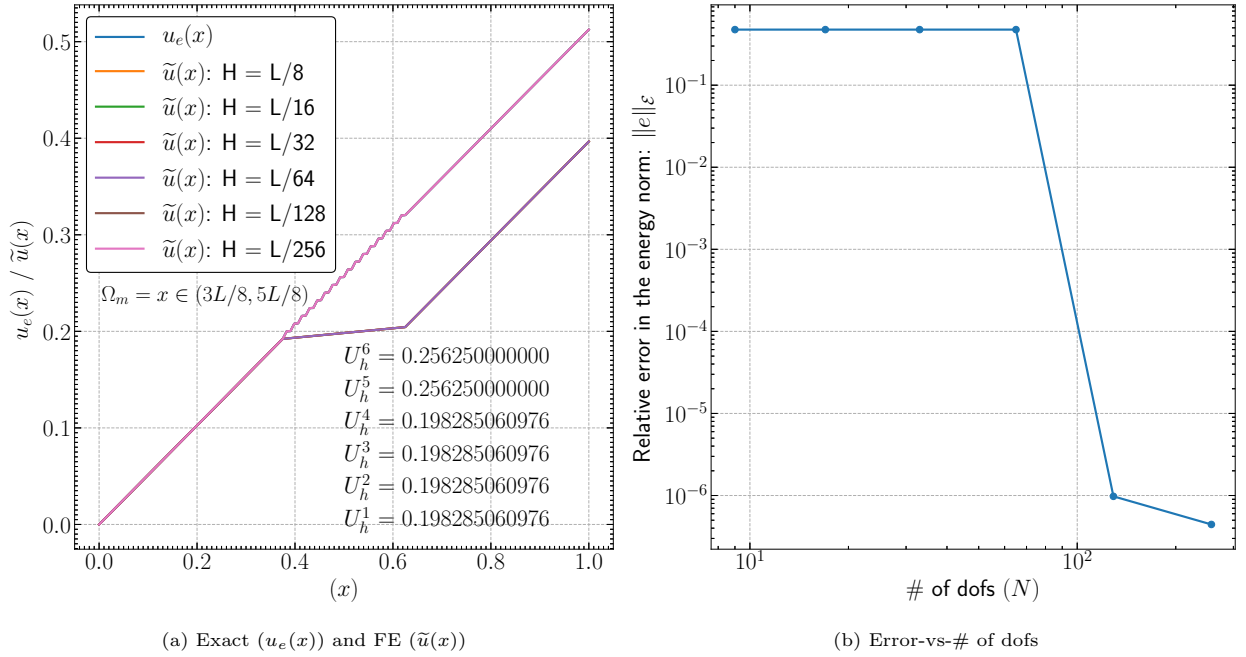 u_e(x)
ũ(x): H = L/8
ũ(x): H = L/16
ũ(x): H = L/32
ũ(x): H = L/64
ũ(x): H = L/128
ũ(x): H = L/256
Ω_m = x ∈ (3L/8, 5L/8)
U_h^6 = 0.256250000000
U_h^5 = 0.256250000000
U_h^4 = 0.198285060976
U_h^3 = 0.198285060976
U_h^2 = 0.198285060976
U_h^1 = 0.198285060976
u_e(x) / ũ(x)
0.5
0.4
0.3
0.2
0.1
0.0
0.0 0.2 0.4 0.6 0.8 1.0
(x)
(a) Exact (u_e(x)) and FE (ũ(x))
Relative error in the energy norm: ||e||_ℰ
10^−1
10^−2
10^−3
10^−4
10^−5
10^−6
10^1 10^2
# of dofs (N)
(b) Error-vs-# of dofs